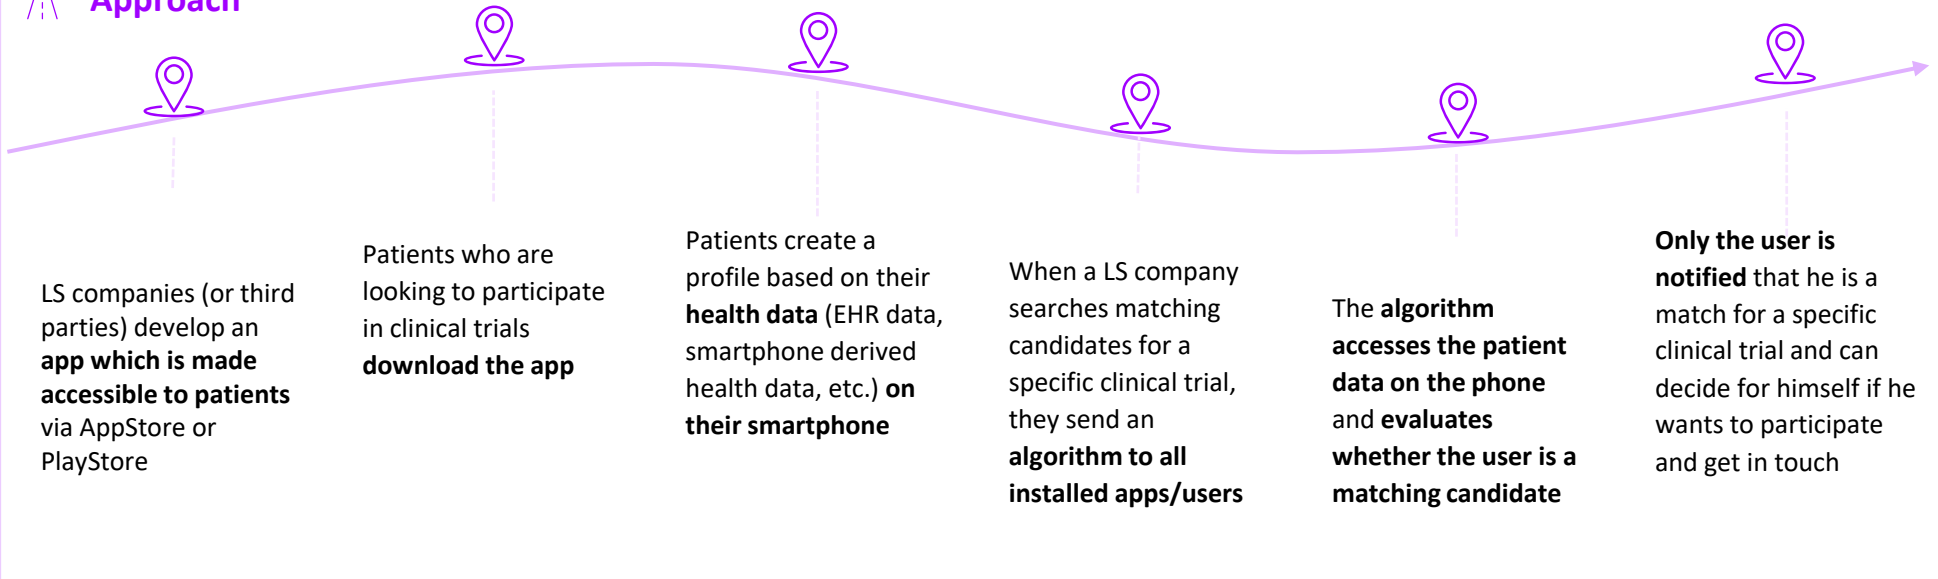 Approach
LS companies (or third
parties) develop an
app which is made
accessible to patients
via AppStore or
PlayStore
Patients who are
looking to participate
in clinical trials
download the app
Patients create a
profile based on their
health data (EHR data,
smartphone derived
health data, etc.) on
their smartphone
When a LS company
searches matching
candidates for a
specific clinical trial,
they send an
algorithm to all
installed apps/users
The algorithm
accesses the patient
data on the phone
and evaluates
whether the user is a
matching candidate
Only the user is
notified that he is a
match for a specific
clinical trial and can
decide for himself if he
wants to participate
and get in touch